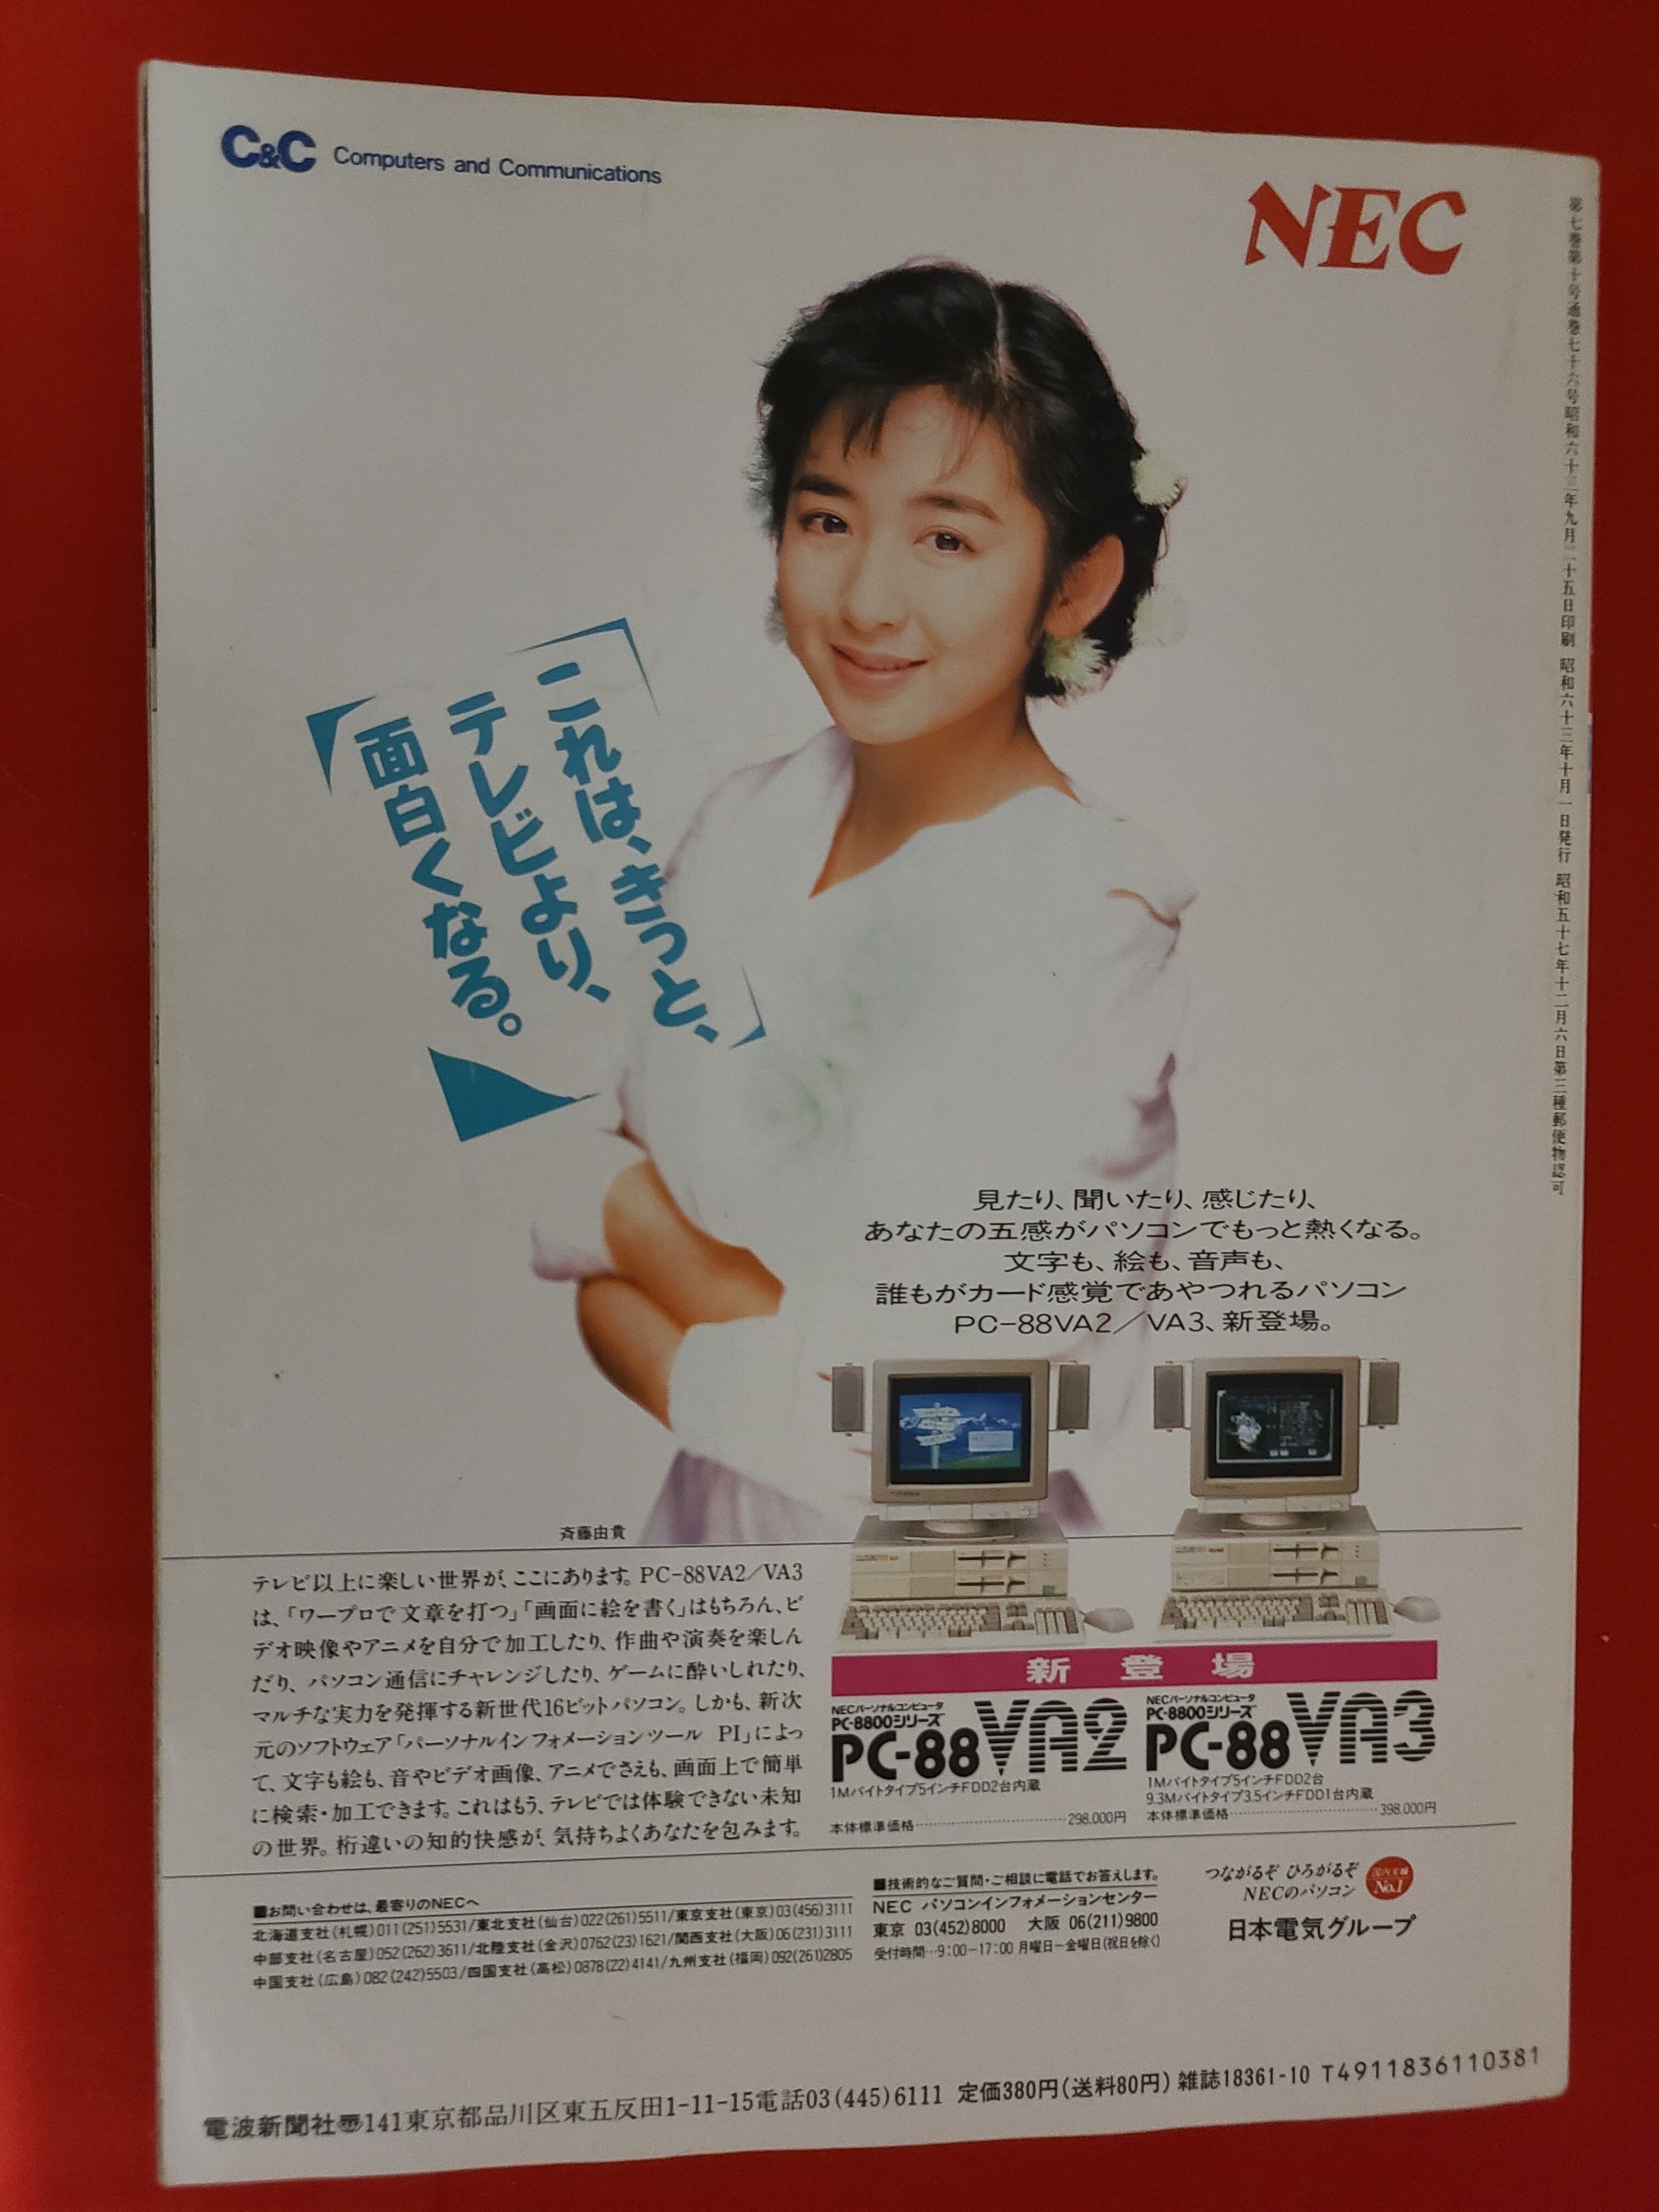 C&C Computers and Communications
NEC
第七巻第十号通巻七十六号昭和六十三年九月二十五日印刷 昭和六十三年十月一日発行 昭和五十七年十二月六日第三種郵便物認可
「これは、きっと、
テレビより、
面白くなる。」
見たり、聞いたり、感じたり、
あなたの五感がパソコンでもっと熱くなる。
文字も、絵も、音声も、
誰もがカード感覚であやつれるパソコン
PC-88VA2/VA3、新登場。
斉藤由貴
テレビ以上に楽しい世界が、ここにあります。PC-88VA2/VA3
は、「ワープロで文章を打つ」「画面に絵を書く」はもちろん、ビ
デオ映像やアニメを自分で加工したり、作曲や演奏を楽しん
だり、パソコン通信にチャレンジしたり、ゲームに酔いしれたり、
マルチな実力を発揮する新世代16ビットパソコン。しかも、新次
元のソフトウェア「パーソナルインフォメーションツール PI」によっ
て、文字も絵も、音やビデオ画像、アニメでさえも、画面上で簡単
に検索・加工できます。これはもう、テレビでは体験できない未知
の世界。桁違いの知的快感が、気持ちよくあなたを包みます。
新登場
NECパーソナルコンピュータ
PC-8800シリーズ
PC-88VA2
1Mバイトタイプ5インチFDD2台内蔵
本体標準価格……………………298,000円
NECパーソナルコンピュータ
PC-8800シリーズ
PC-88VA3
1Mバイトタイプ5インチFDD2台
9.3Mバイトタイプ3.5インチFDD1台内蔵
本体標準価格……………………398,000円
■お問い合わせは、最寄りのNECへ
北海道支社(札幌)011(251)5531/東北支社(仙台)022(261)5511/東京支社(東京)03(456)3111
中部支社(名古屋)052(262)3611/北陸支社(金沢)0762(23)1621/関西支社(大阪)06(231)3111
中国支社(広島)082(242)5503/四国支社(高松)0878(22)4141/九州支社(福岡)092(261)2805
■技術的なご質問・ご相談に電話でお答えします。
NEC パソコンインフォメーションセンター
東京 03(452)8000 大阪 06(211)9800
受付時間…9:00-17:00 月曜日-金曜日(祝日を除く)
つながるぞ ひろがるぞ
NECのパソコン
国内実績
No.1
日本電気グループ
電波新聞社〠141東京都品川区東五反田1-11-15電話03(445)6111 定価380円(送料80円) 雑誌18361-10 T4911836110381